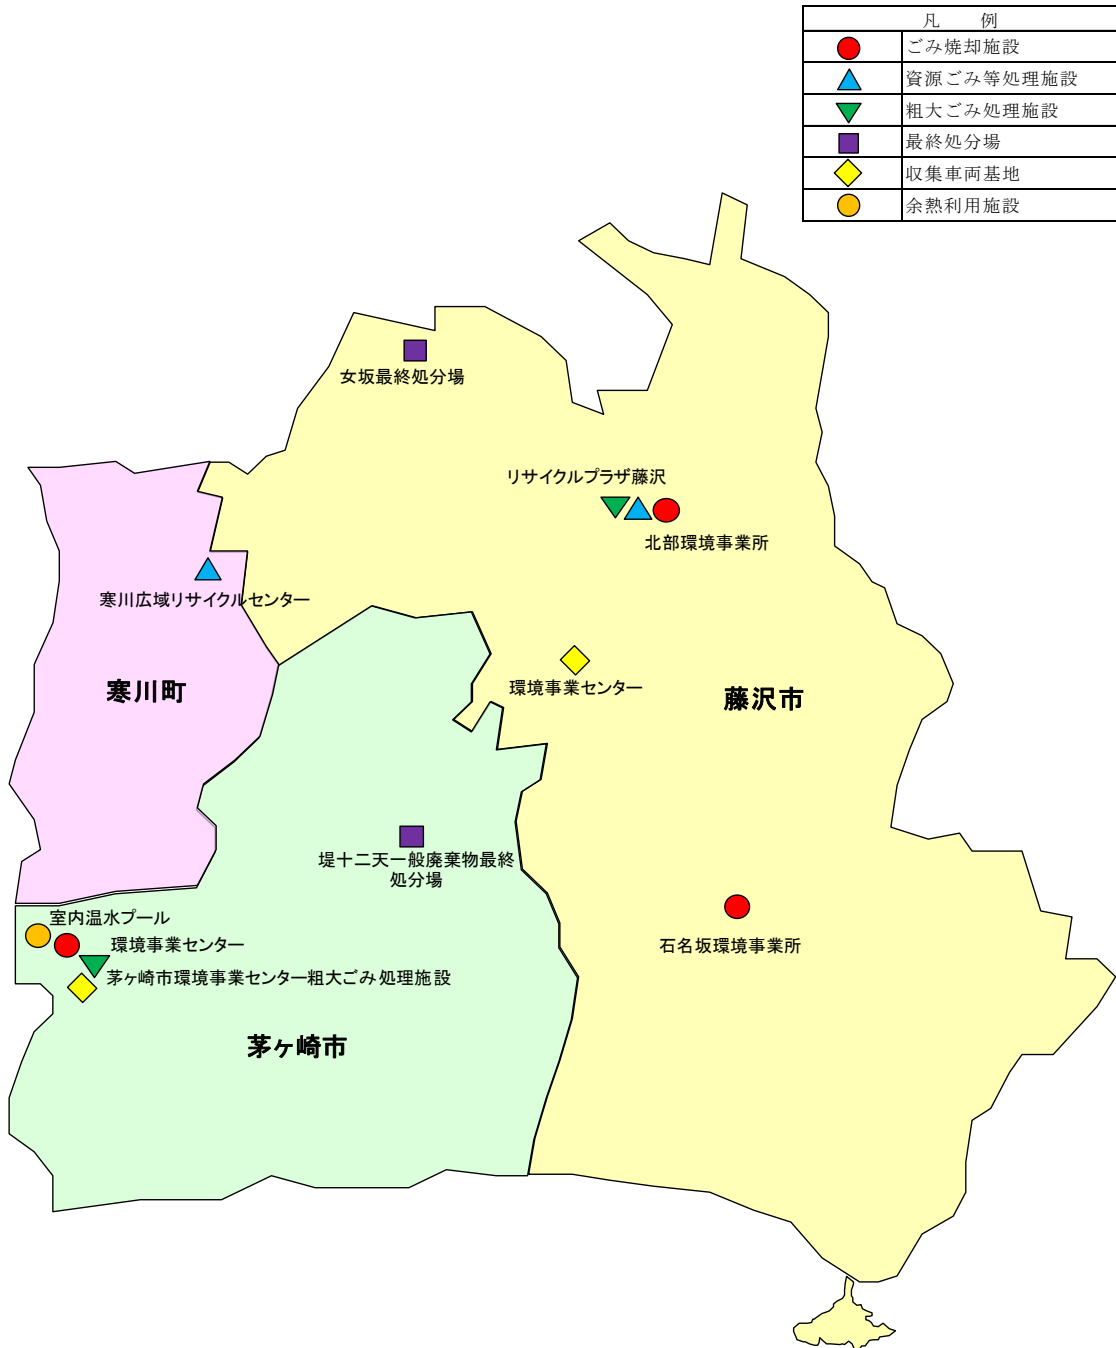 凡　例
ごみ焼却施設
資源ごみ等処理施設
粗大ごみ処理施設
最終処分場
収集車両基地
余熱利用施設
女坂最終処分場
リサイクルプラザ藤沢
北部環境事業所
寒川広域リサイクルセンター
環境事業センター
寒川町
藤沢市
堤十二天一般廃棄物最終
処分場
室内温水プール
環境事業センター
石名坂環境事業所
茅ヶ崎市環境事業センター粗大ごみ処理施設
茅ヶ崎市